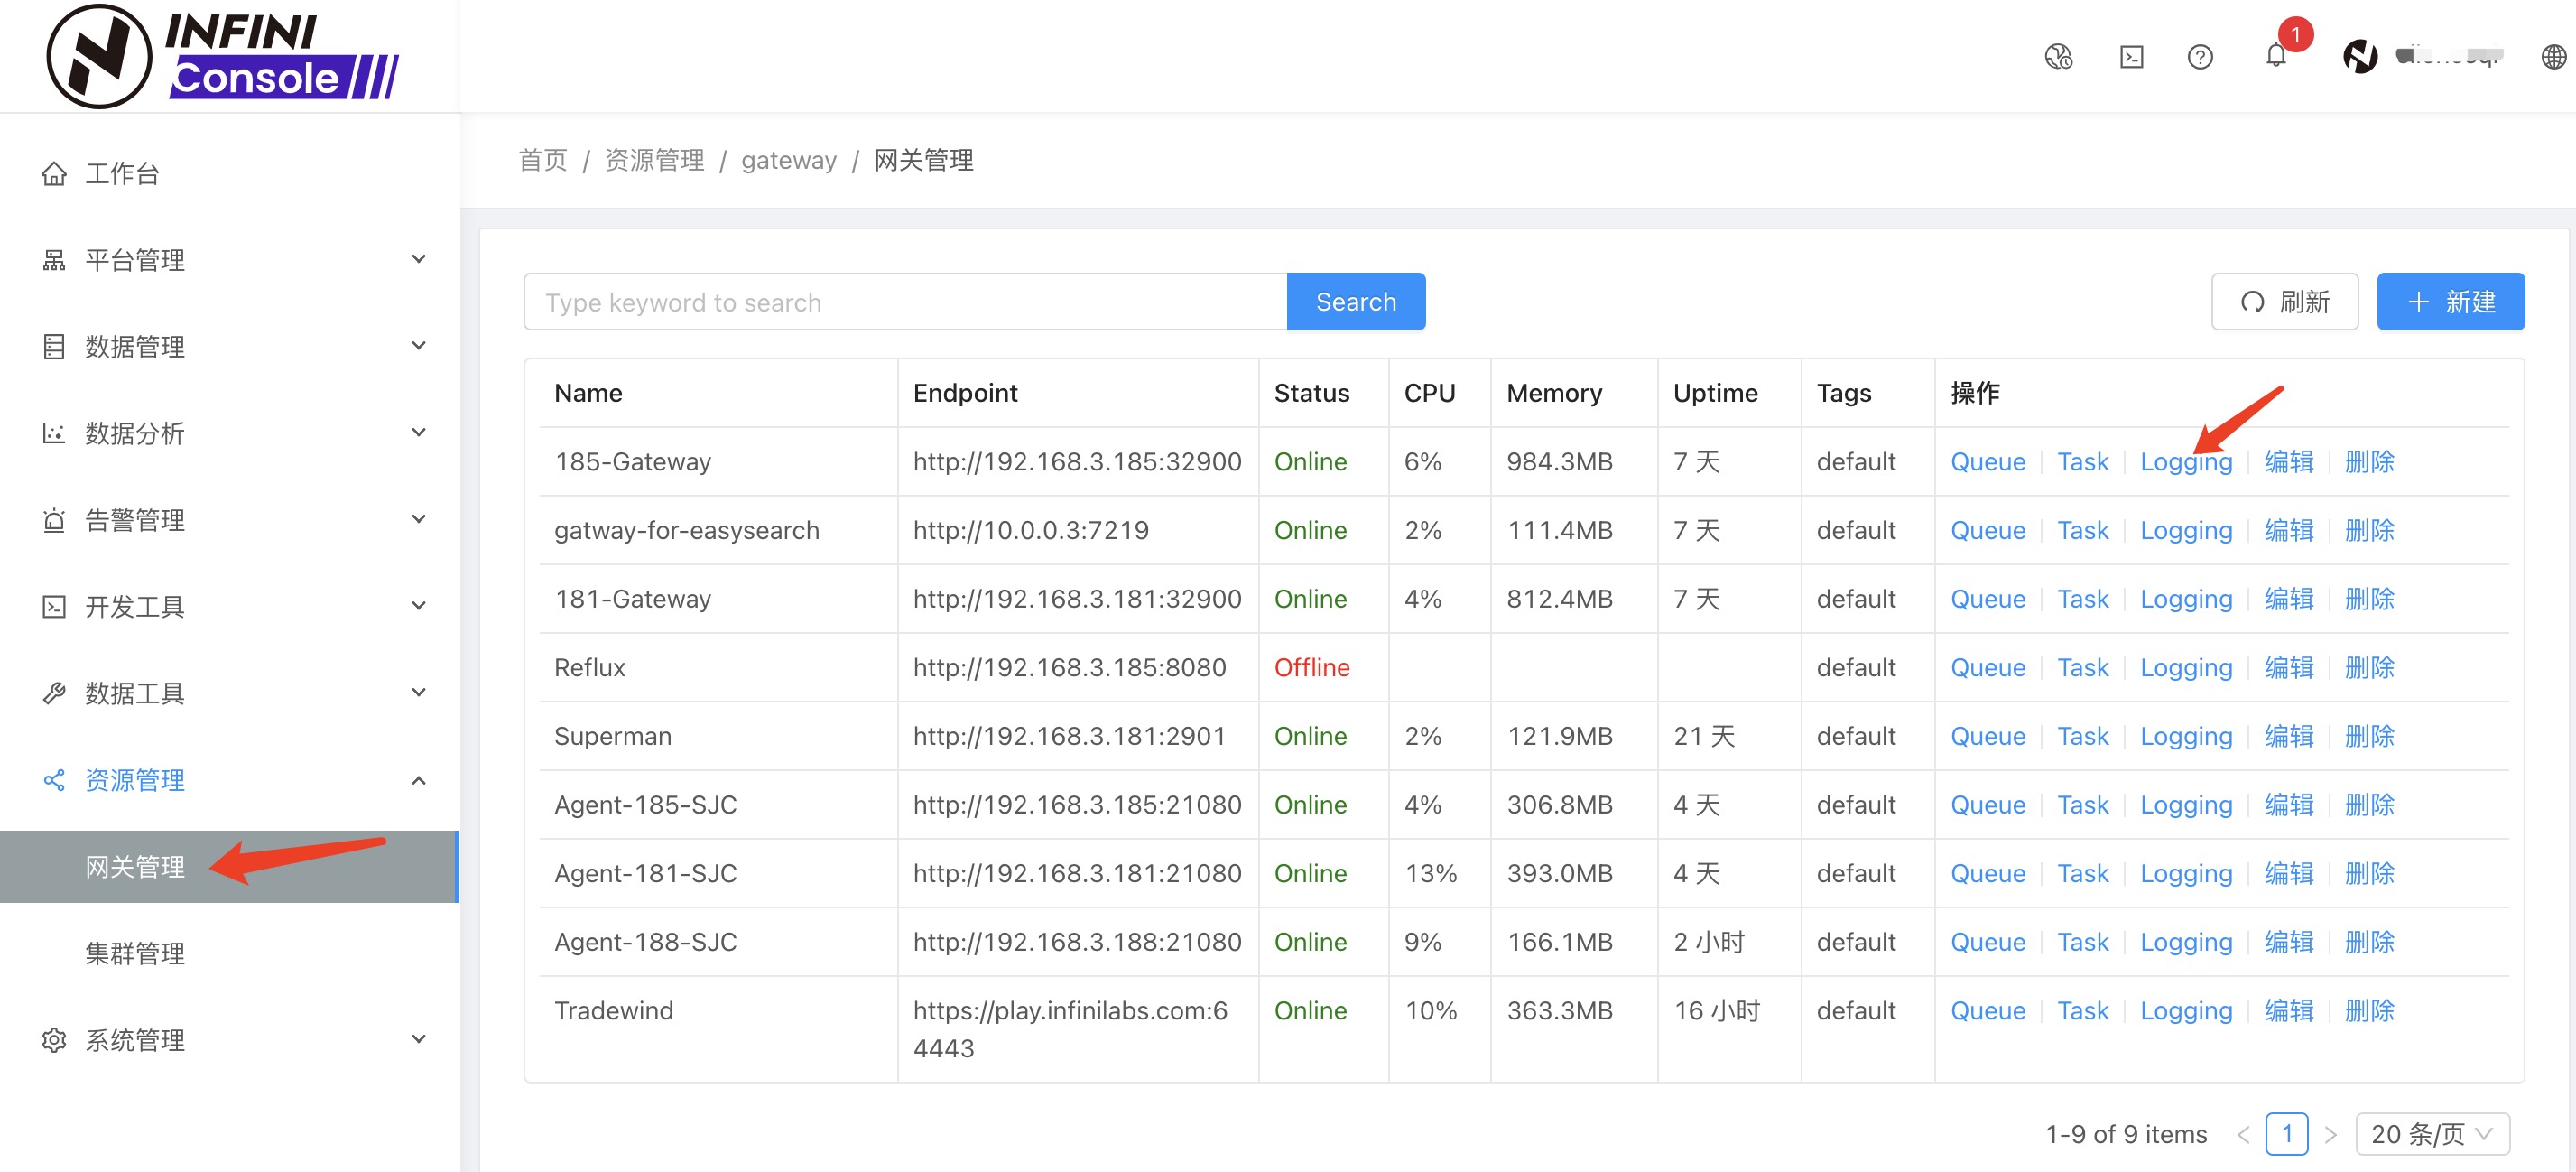 INFINI
Console
1
首页 / 资源管理 / gateway / 网关管理
工作台
平台管理
数据管理
数据分析
告警管理
开发工具
数据工具
资源管理
网关管理
集群管理
系统管理
Type keyword to search Search 刷新 新建
Name Endpoint Status CPU Memory Uptime Tags 操作
185-Gateway http://192.168.3.185:32900 Online 6% 984.3MB 7 天 default Queue Task Logging 编辑 删除
gatway-for-easysearch http://10.0.0.3:7219 Online 2% 111.4MB 7 天 default Queue Task Logging 编辑 删除
181-Gateway http://192.168.3.181:32900 Online 4% 812.4MB 7 天 default Queue Task Logging 编辑 删除
Reflux http://192.168.3.185:8080 Offline default Queue Task Logging 编辑 删除
Superman http://192.168.3.181:2901 Online 2% 121.9MB 21 天 default Queue Task Logging 编辑 删除
Agent-185-SJC http://192.168.3.185:21080 Online 4% 306.8MB 4 天 default Queue Task Logging 编辑 删除
Agent-181-SJC http://192.168.3.181:21080 Online 13% 393.0MB 4 天 default Queue Task Logging 编辑 删除
Agent-188-SJC http://192.168.3.188:21080 Online 9% 166.1MB 2 小时 default Queue Task Logging 编辑 删除
Tradewind https://play.infinilabs.com:6 Online 10% 363.3MB 16 小时 default Queue Task Logging 编辑 删除
4443
1-9 of 9 items < 1 > 20 条/页